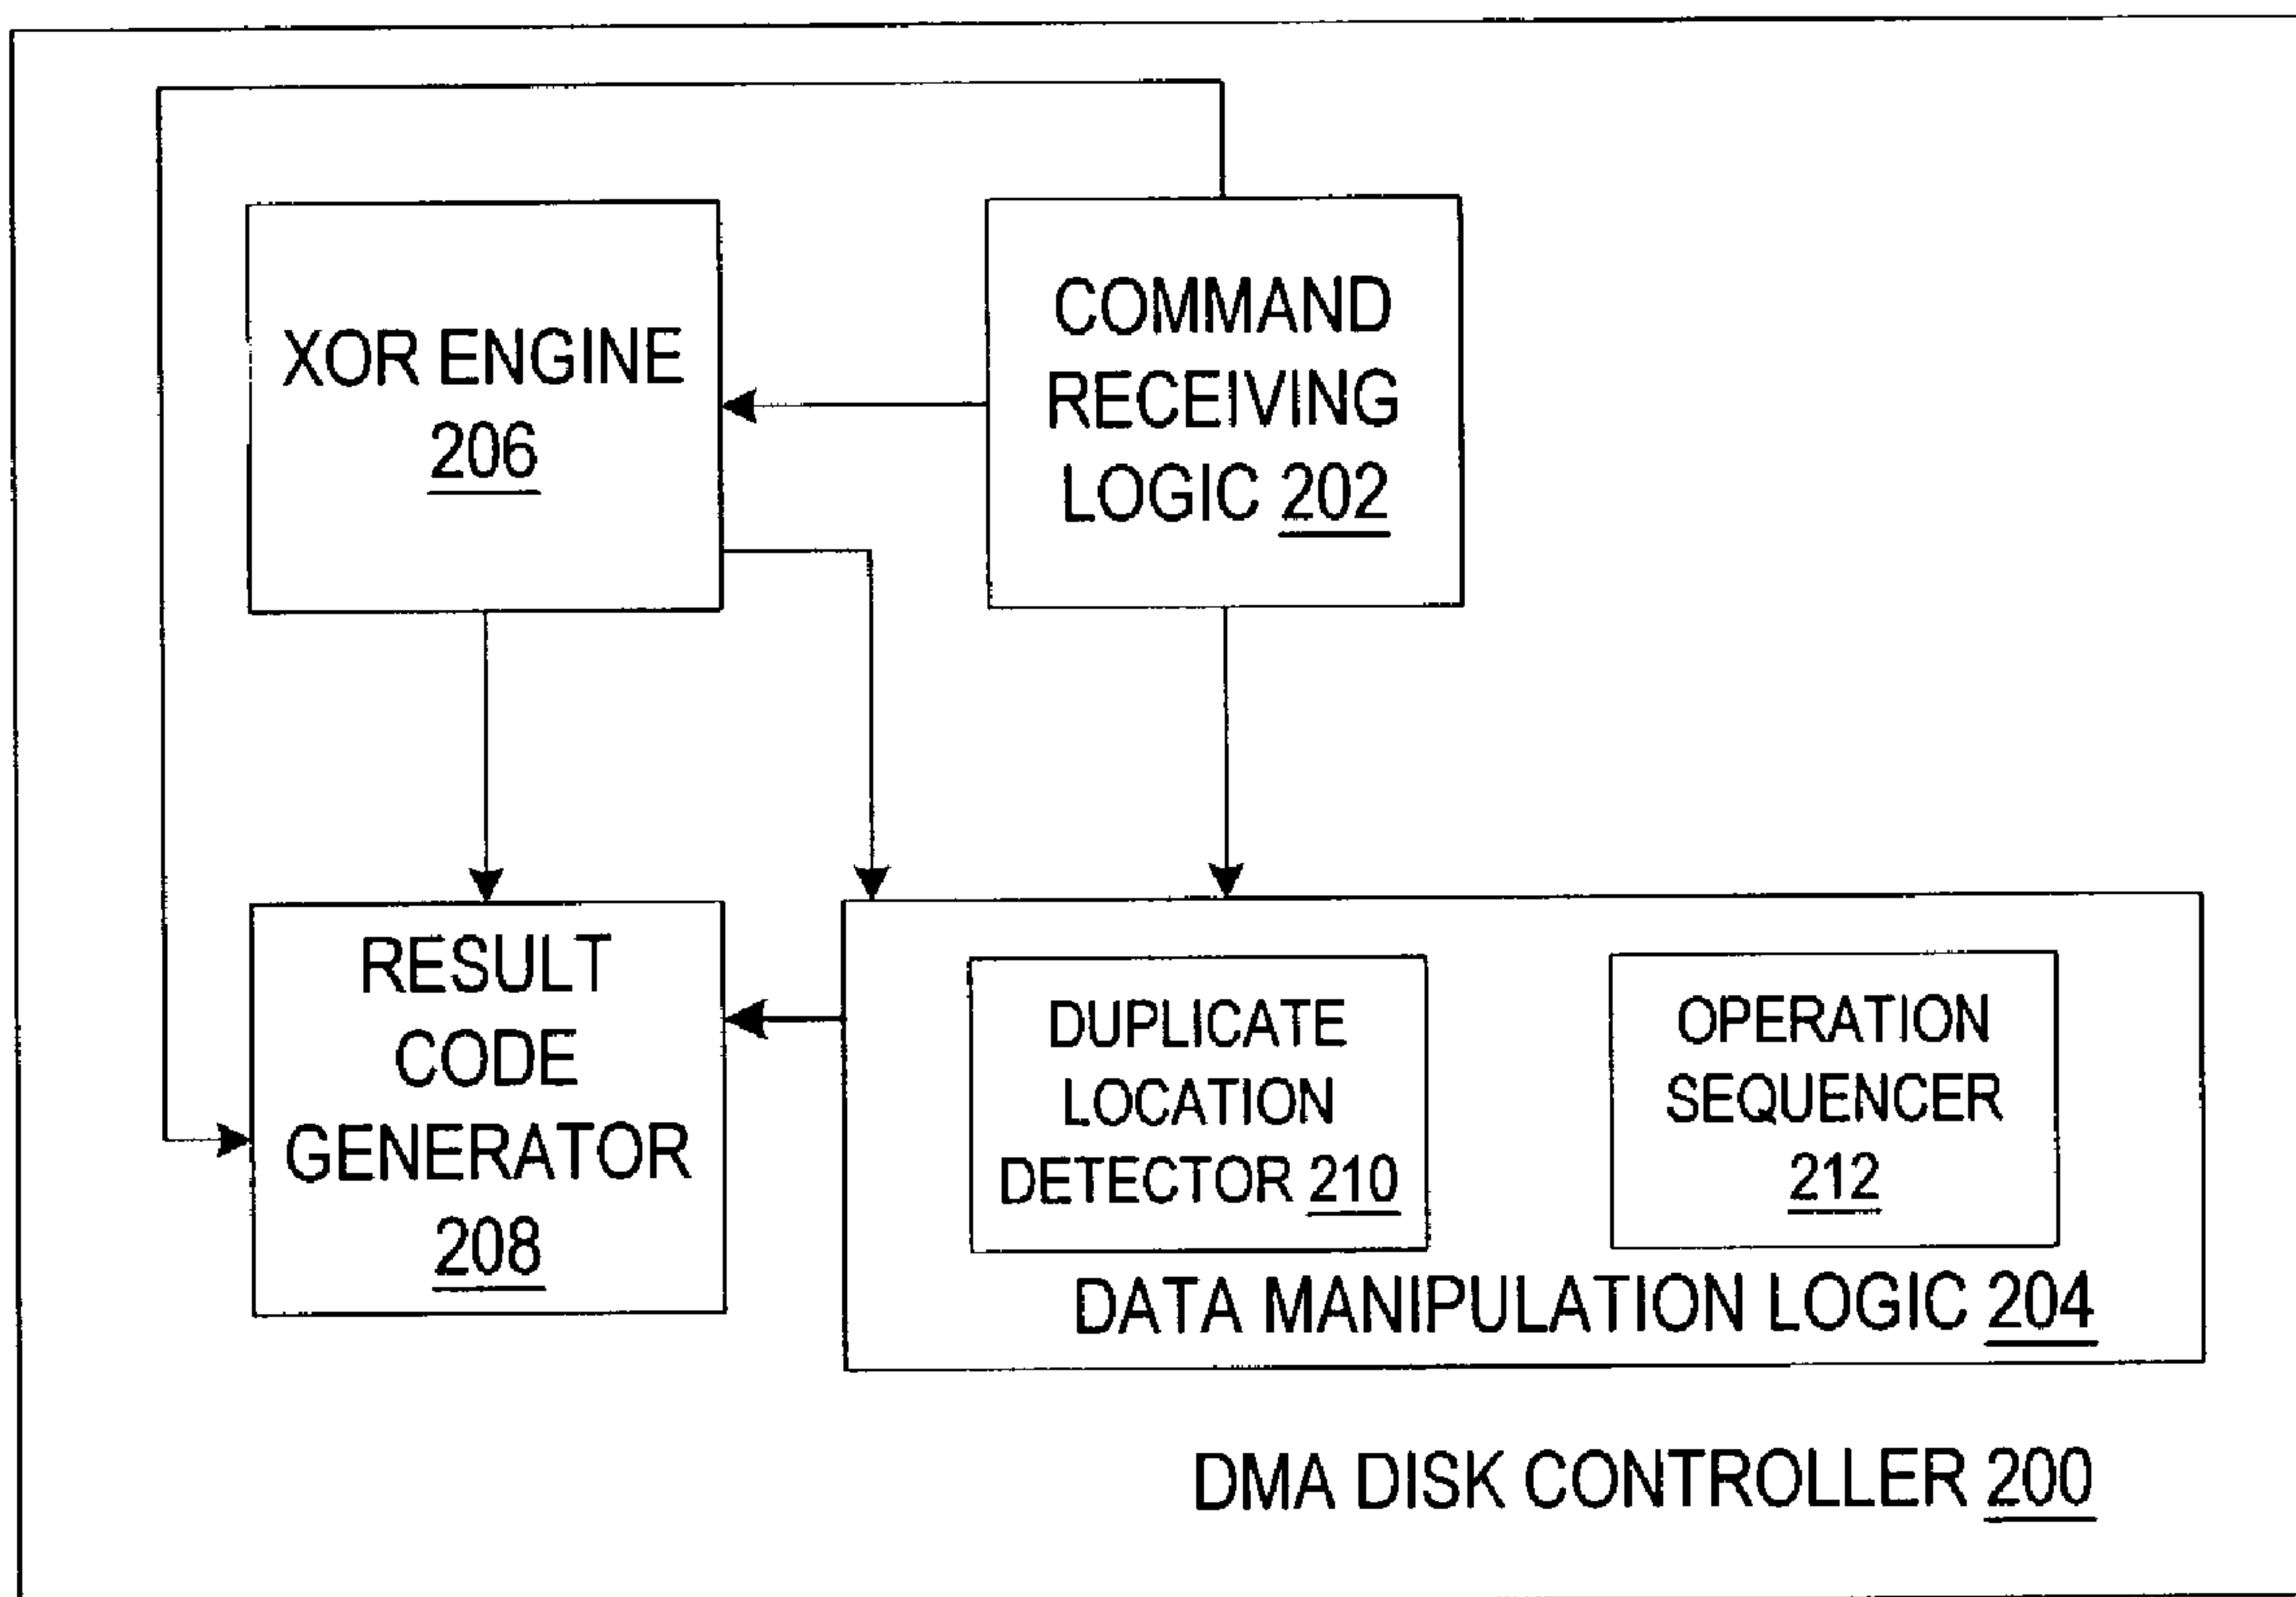 XOR ENGINE
206
COMMAND
RECEIVING
LOGIC 202
RESULT
CODE
GENERATOR
208
DUPLICATE
LOCATION
DETECTOR 210
OPERATION
SEQUENCER
212
DATA MANIPULATION LOGIC 204
DMA DISK CONTROLLER 200